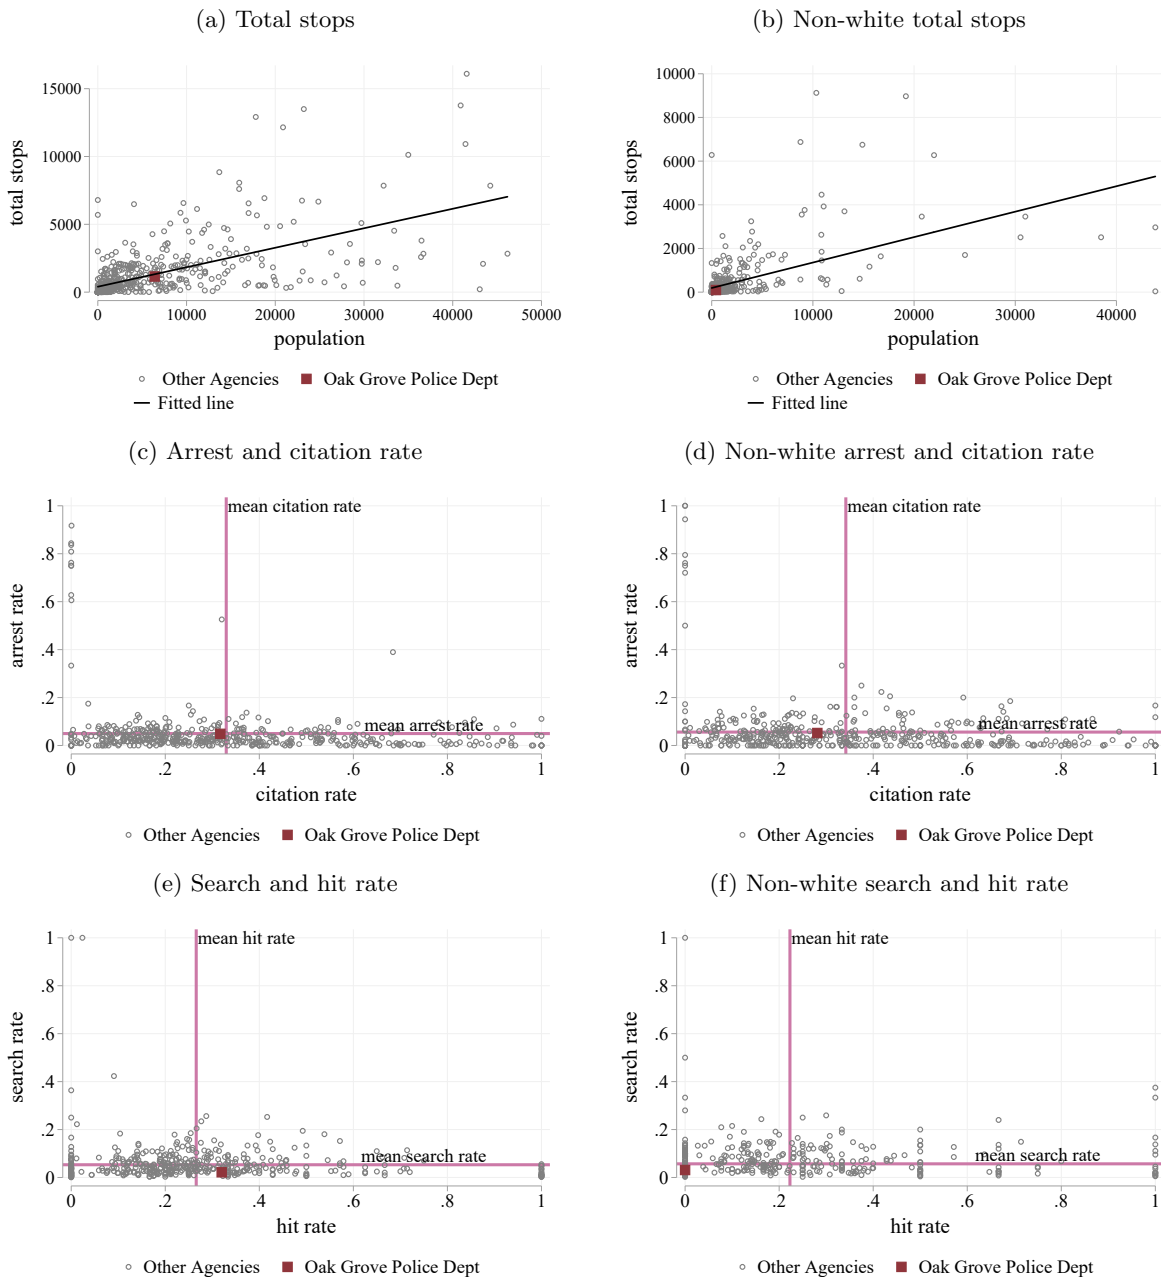 (a) Total stops
total stops
15000
10000
5000
0
0 10000 20000 30000 40000 50000
population
Other Agencies Oak Grove Police Dept
Fitted line
(b) Non-white total stops
total stops
10000
8000
6000
4000
2000
0
0 10000 20000 30000 40000
population
Other Agencies Oak Grove Police Dept
Fitted line
(c) Arrest and citation rate
arrest rate
1
.8
.6
.4
.2
0
mean citation rate
mean arrest rate
0 .2 .4 .6 .8 1
citation rate
Other Agencies Oak Grove Police Dept
(d) Non-white arrest and citation rate
arrest rate
1
.8
.6
.4
.2
0
mean citation rate
mean arrest rate
0 .2 .4 .6 .8 1
citation rate
Other Agencies Oak Grove Police Dept
(e) Search and hit rate
search rate
1
.8
.6
.4
.2
0
mean hit rate
mean search rate
0 .2 .4 .6 .8 1
hit rate
Other Agencies Oak Grove Police Dept
(f) Non-white search and hit rate
search rate
1
.8
.6
.4
.2
0
mean hit rate
mean search rate
0 .2 .4 .6 .8 1
hit rate
Other Agencies Oak Grove Police Dept